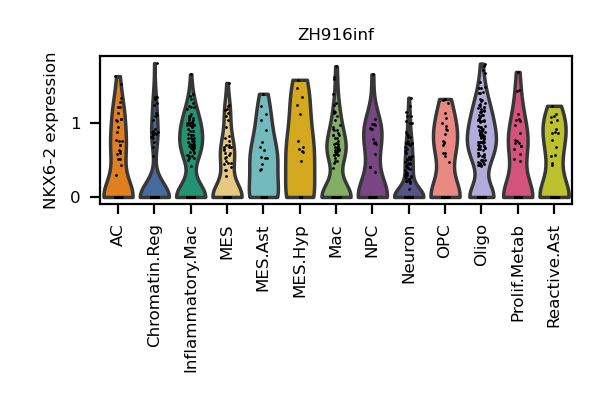 ZH916inf
NKX6-2 expression
1
0
AC
Chromatin.Reg
Inflammatory.Mac
MES
MES.Ast
MES.Hyp
Mac
NPC
Neuron
OPC
Oligo
Prolif.Metab
Reactive.Ast